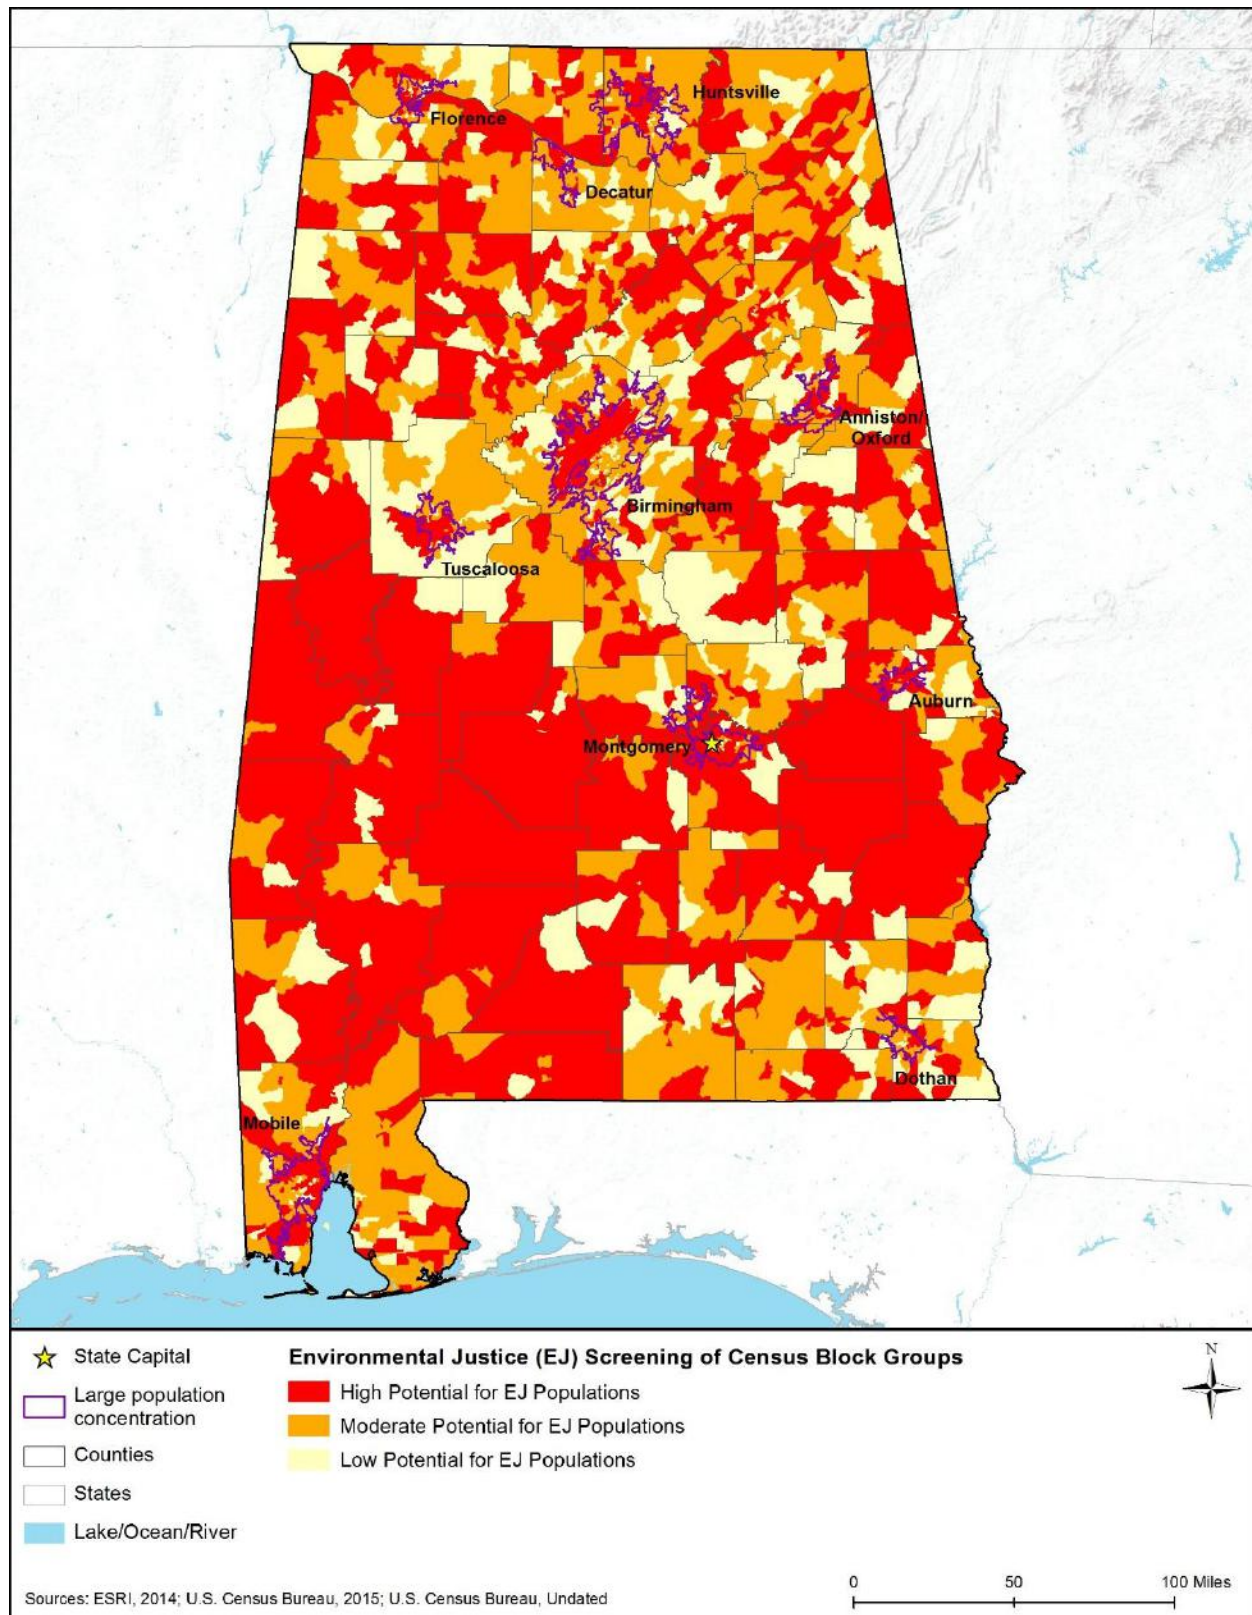 Huntsville
Florence
Decatur
Anniston/
Oxford
Birmingham
Tuscaloosa
Auburn
Montgomery
Dothan
Mobile
State Capital
Large population
concentration
Counties
States
Lake/Ocean/River
Environmental Justice (EJ) Screening of Census Block Groups
High Potential for EJ Populations
Moderate Potential for EJ Populations
Low Potential for EJ Populations
N
0 50 100 Miles
Sources: ESRI, 2014; U.S. Census Bureau, 2015; U.S. Census Bureau, Undated